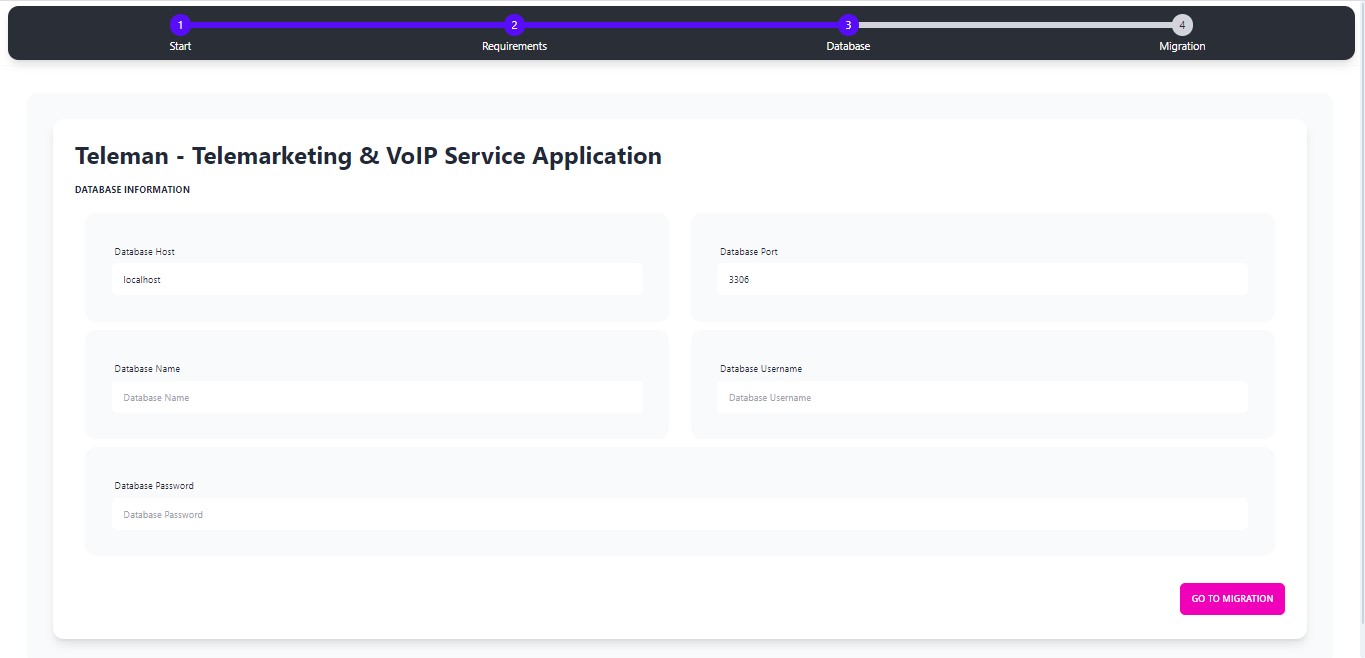 1 2 3 4
Start Requirements Database Migration
Teleman - Telemarketing & VoIP Service Application
DATABASE INFORMATION
Database Host
localhost
Database Port
3306
Database Name
Database Name
Database Username
Database Username
Database Password
Database Password
GO TO MIGRATION